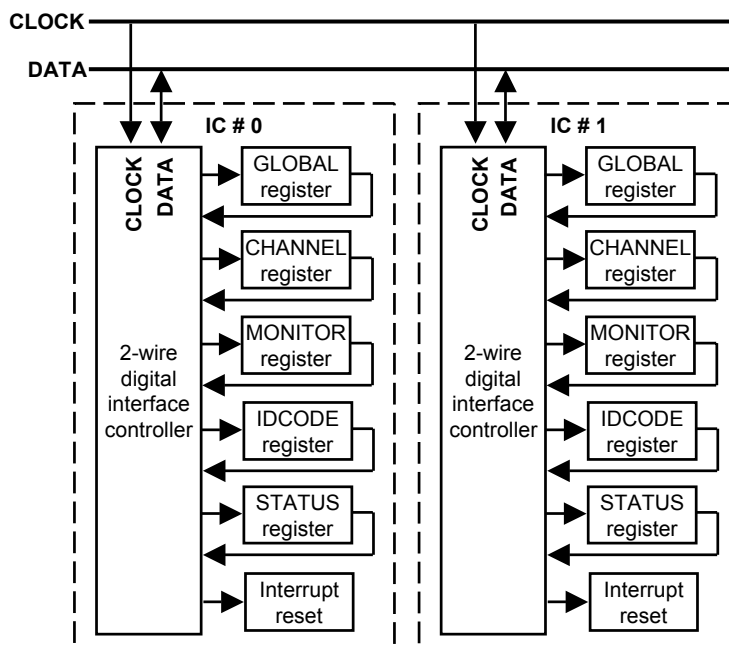 CLOCK
DATA
IC # 0
CLOCK
DATA
2-wire
digital
interface
controller
GLOBAL
register
CHANNEL
register
MONITOR
register
IDCODE
register
STATUS
register
Interrupt
reset
IC # 1
CLOCK
DATA
2-wire
digital
interface
controller
GLOBAL
register
CHANNEL
register
MONITOR
register
IDCODE
register
STATUS
register
Interrupt
reset